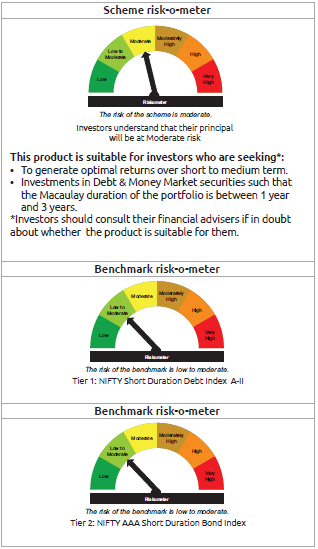 Scheme risk-o-meter
Low
Low to
Moderate
Moderate
Moderately
High
High
Very
High
Riskometer
The risk of the scheme is moderate.
Investors understand that their principal
will be at Moderate risk
This product is suitable for investors who are seeking*:
• To generate optimal returns over short to medium term.
• Investments in Debt & Money Market securities such that
the Macaulay duration of the portfolio is between 1 year
and 3 years.
*Investors should consult their financial advisers if in doubt
about whether the product is suitable for them.
Benchmark risk-o-meter
Low
Low to
Moderate
Moderate
Moderately
High
High
Very
High
Riskometer
The risk of the benchmark is low to moderate.
Tier 1: NIFTY Short Duration Debt Index A-II
Benchmark risk-o-meter
Low
Low to
Moderate
Moderate
Moderately
High
High
Very
High
Riskometer
The risk of the benchmark is low to moderate.
Tier 2: NIFTY AAA Short Duration Bond Index